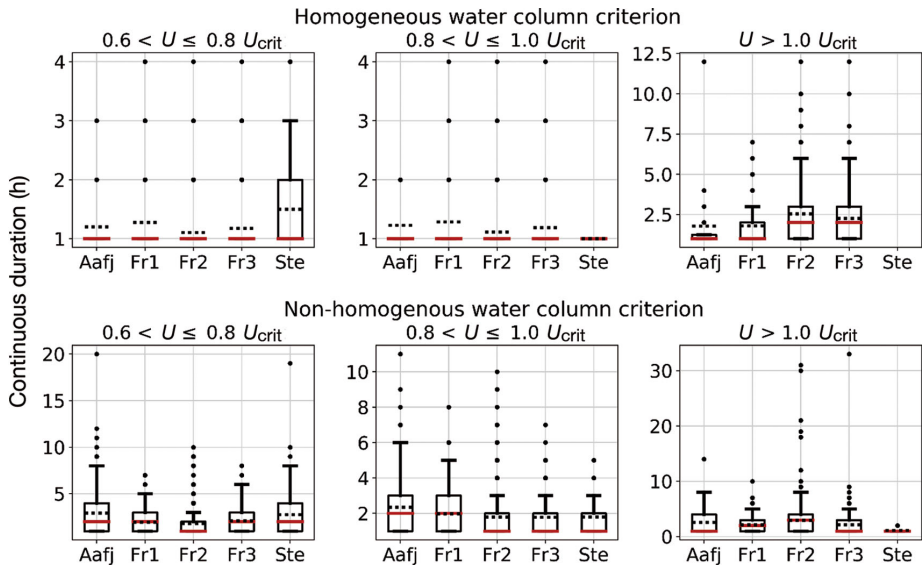 Homogeneous water column criterion
0.6 < U ≤ 0.8 Ucrit
0.8 < U ≤ 1.0 Ucrit
U > 1.0 Ucrit
4
3
2
1
Aafj Fr1 Fr2 Fr3 Ste
4
3
2
1
Aafj Fr1 Fr2 Fr3 Ste
12.5
10.0
7.5
5.0
2.5
Aafj Fr1 Fr2 Fr3 Ste
Continuous duration (h)
Non-homogenous water column criterion
0.6 < U ≤ 0.8 Ucrit
0.8 < U ≤ 1.0 Ucrit
U > 1.0 Ucrit
20
15
10
5
Aafj Fr1 Fr2 Fr3 Ste
10
8
6
4
2
Aafj Fr1 Fr2 Fr3 Ste
30
20
10
0
Aafj Fr1 Fr2 Fr3 Ste